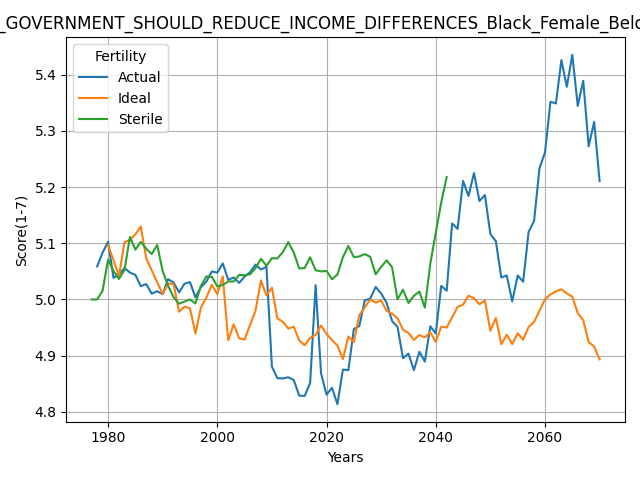 _GOVERNMENT_SHOULD_REDUCE_INCOME_DIFFERENCES_Black_Female_Belo
Fertility
Actual
Ideal
Sterile
Score(1-7)
5.4
5.3
5.2
5.1
5.0
4.9
4.8
1980 2000 2020 2040 2060
Years